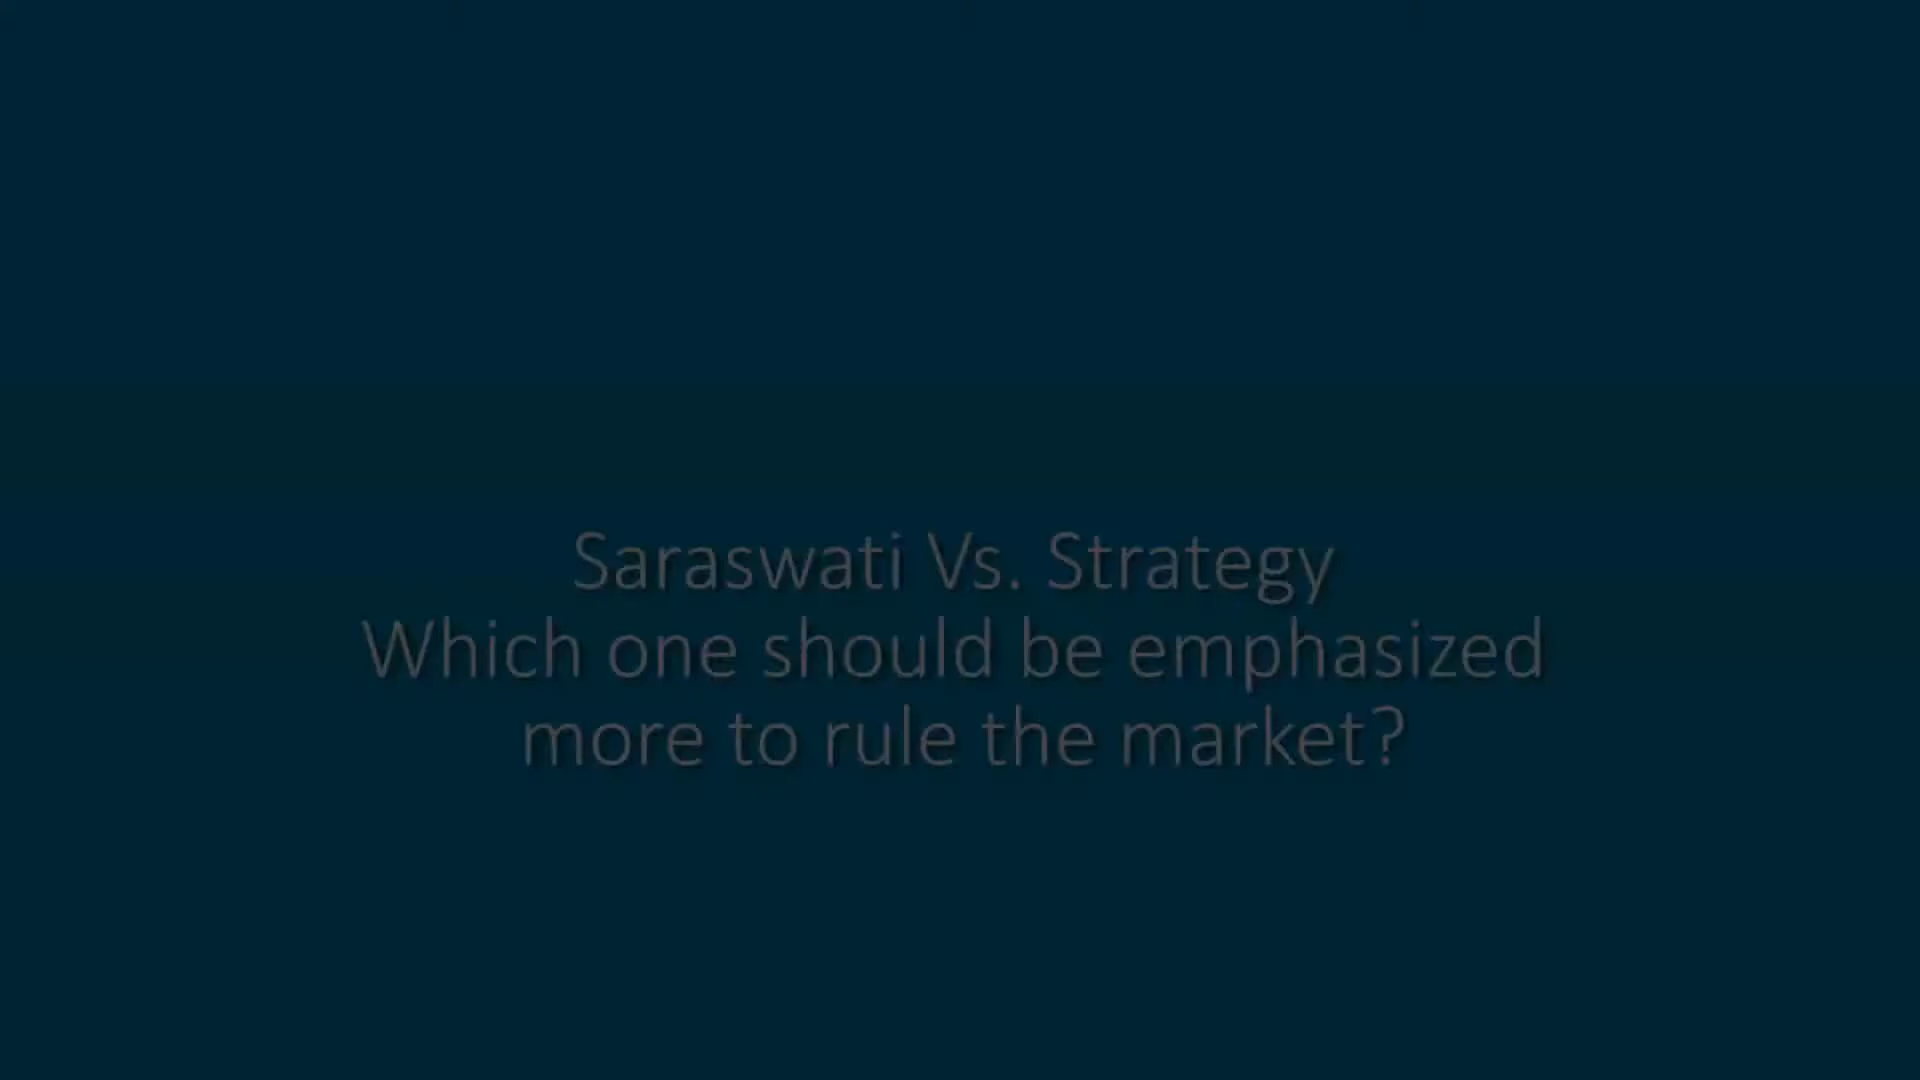 Saraswati Vs. Strategy
Which one should be emphasized
more to rule the market?